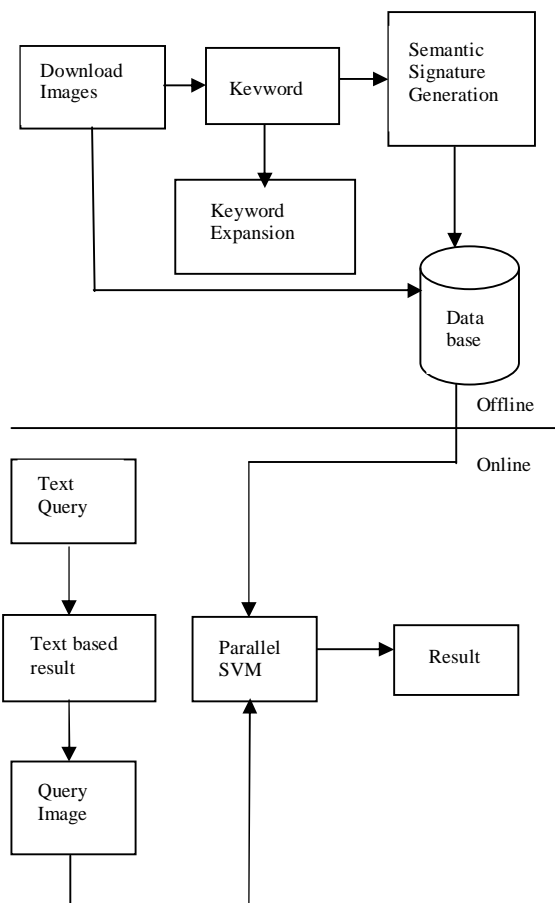 Download
Images
Kevword
Semantic
Signature
Generation
Keyword
Expansion
Data
base
Offline
Online
Text
Query
Text based
result
Parallel
SVM
Result
Query
Image